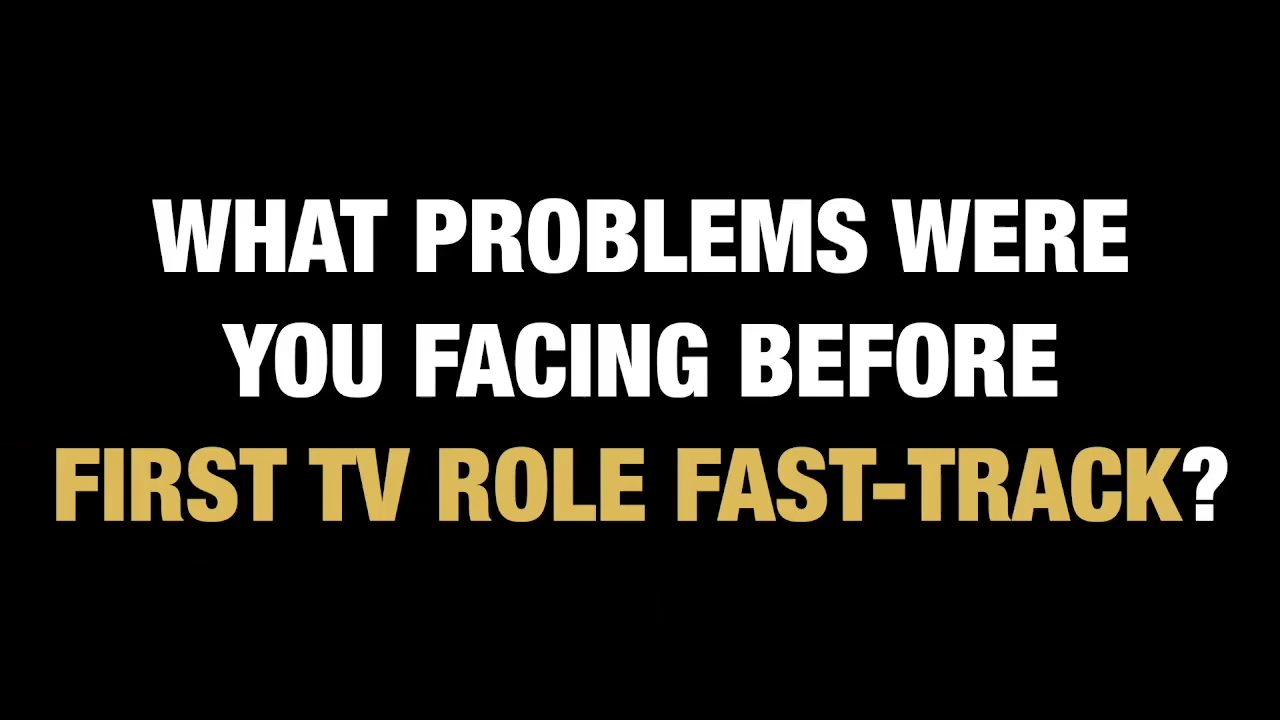 WHAT PROBLEMS WERE
YOU FACING BEFORE
FIRST TV ROLE FAST-TRACK?